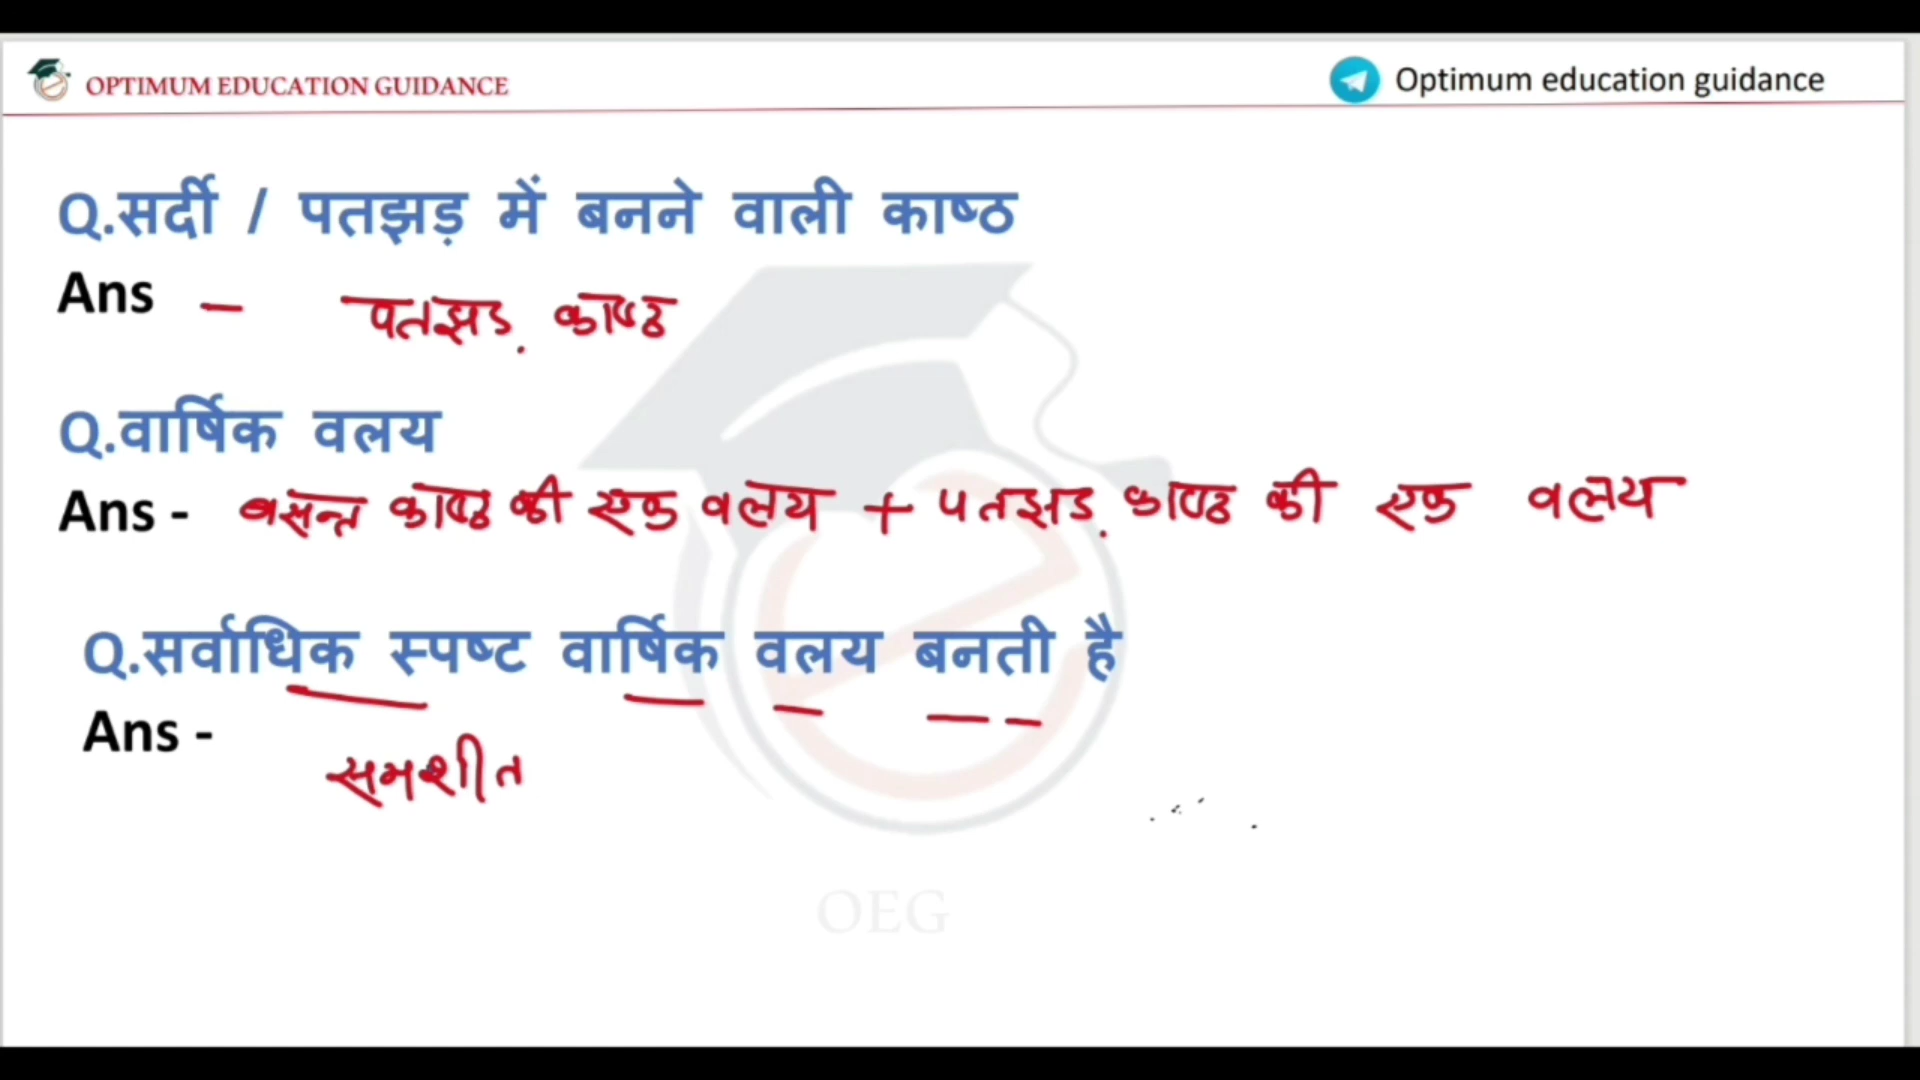 OPTIMUM EDUCATION GUIDANCE
Optimum education guidance
Q.सर्दी / पतझड़ में बनने वाली काष्ठ
Ans - पतझड़ काष्ठ
Q.वार्षिक वलय
Ans - बसन्त काष्ठ की एक वलय + पतझड़ काष्ठ की एक वलय
Q.सर्वाधिक स्पष्ट वार्षिक वलय बनती है
Ans -
समशीत
OEG